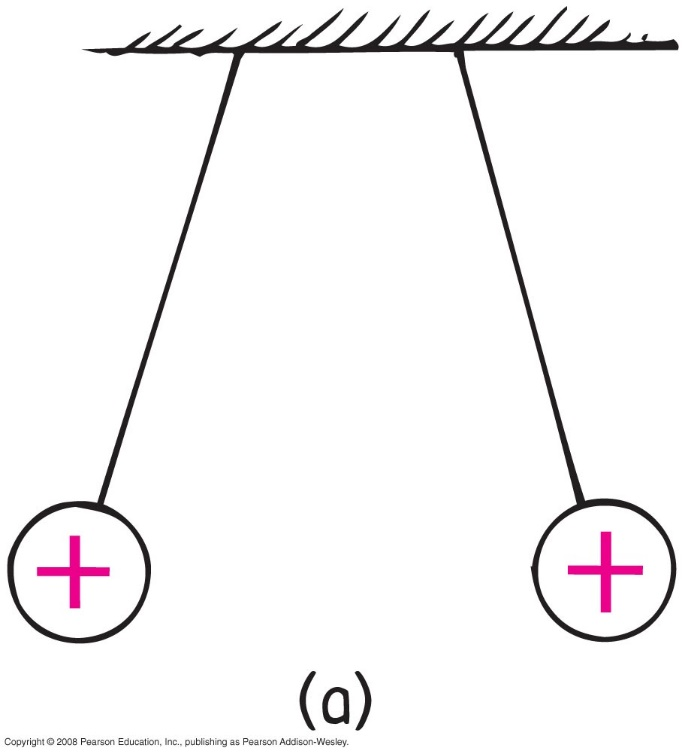 + +
(a)
Copyright © 2008 Pearson Education, Inc., publishing as Pearson Addison-Wesley.